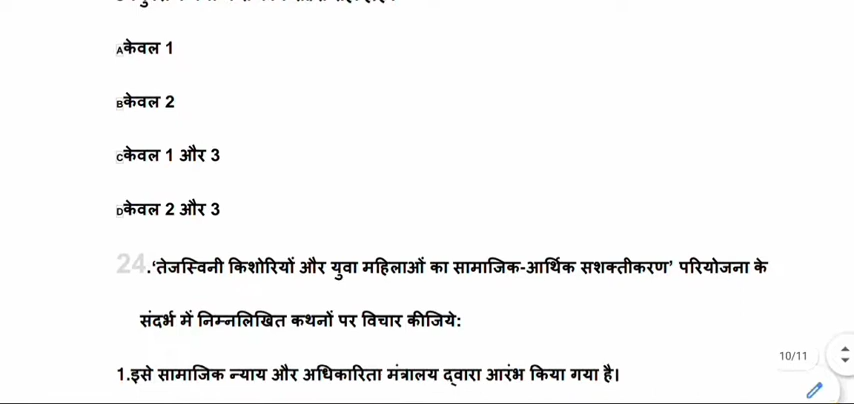 Aकेवल 1
Bकेवल 2
Cकेवल 1 और 3
Dकेवल 2 और 3
24.‘तेजस्विनी किशोरियों और युवा महिलाओं का सामाजिक-आर्थिक सशक्तीकरण’ परियोजना के
संदर्भ में निम्नलिखित कथनों पर विचार कीजिये:
10/11
1.इसे सामाजिक न्याय और अधिकारिता मंत्रालय द्वारा आरंभ किया गया है।